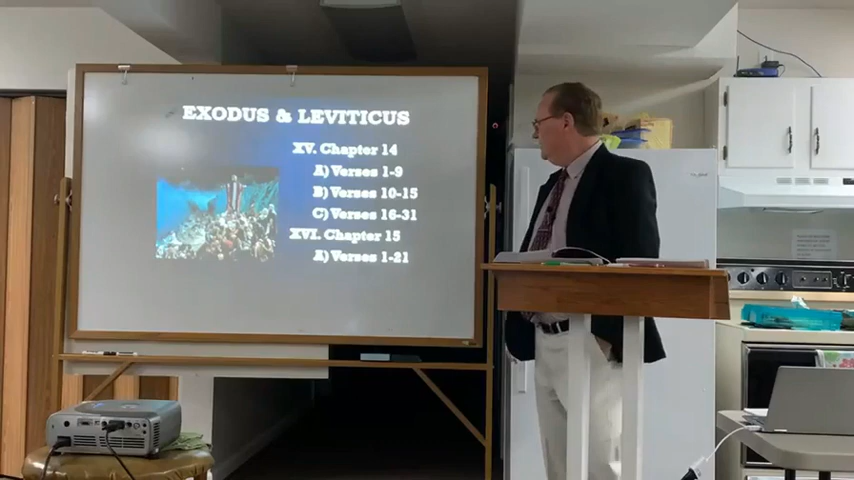 EXODUS & LEVITICUS
XV. Chapter 14
A) Verses 1-9
B) Verses 10-15
C) Verses 16-31
XVI. Chapter 15
A) Verses 1-21